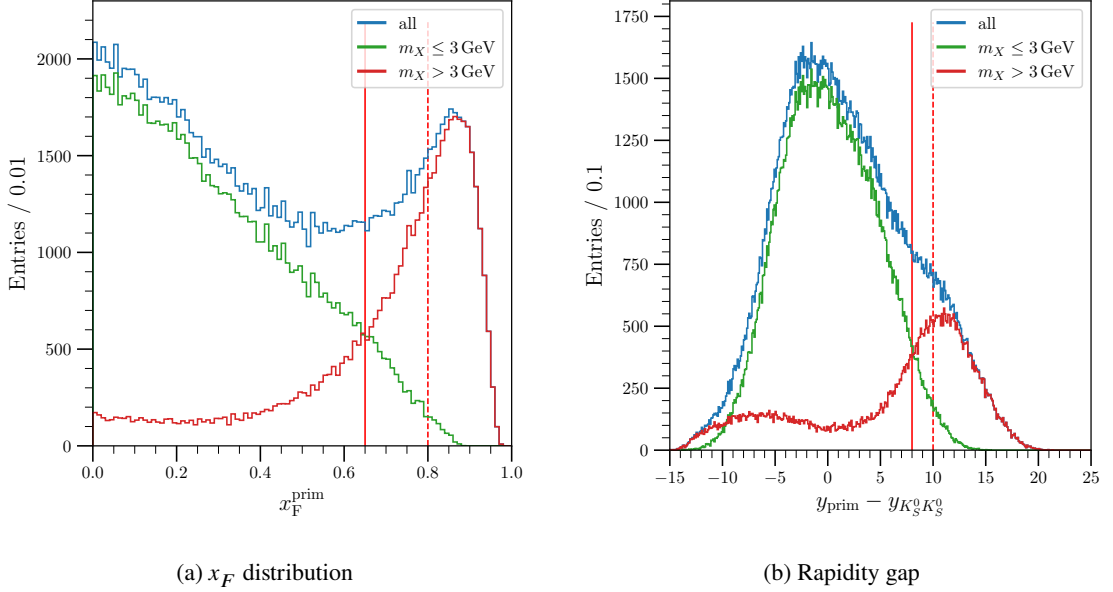 all
m_X ≤ 3 GeV
m_X > 3 GeV
Entries / 0.01
2000
1500
1000
500
0
0.0 0.2 0.4 0.6 0.8 1.0
x_F^prim
(a) x_F distribution
all
m_X ≤ 3 GeV
m_X > 3 GeV
Entries / 0.1
1750
1500
1250
1000
750
500
250
0
−15 −10 −5 0 5 10 15 20 25
y_prim − y_{K_S^0 K_S^0}
(b) Rapidity gap